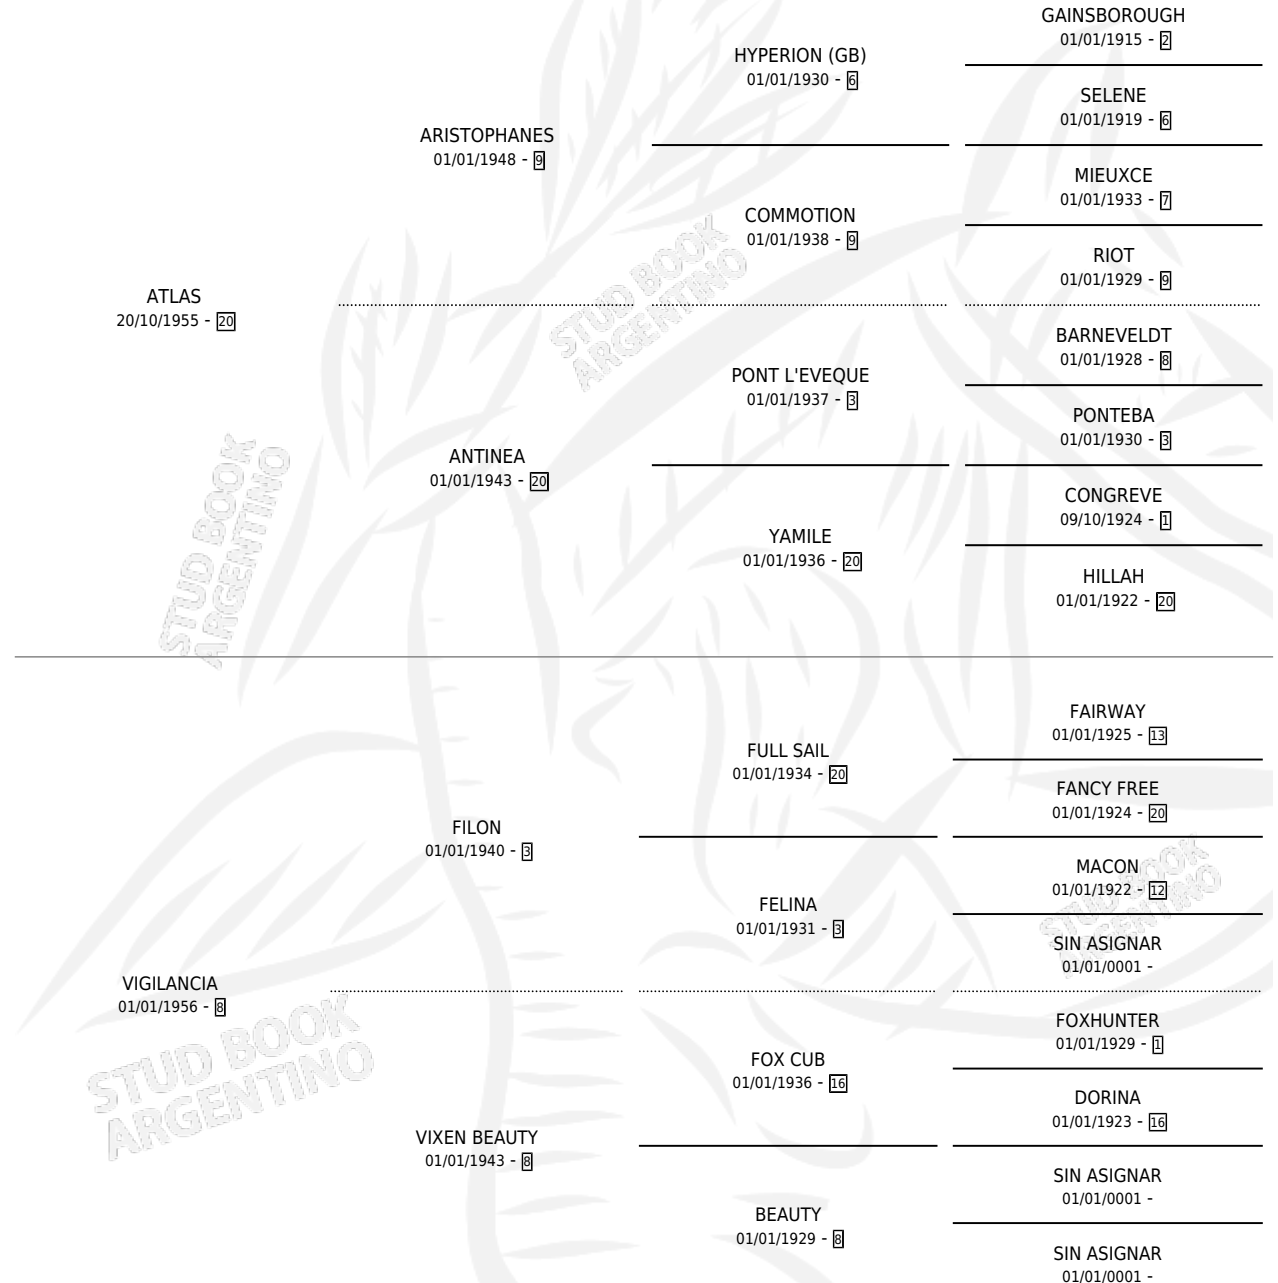 GAINSBOROUGH
01/01/1915 - 2
HYPERION (GB)
01/01/1930 - 6
SELENE
01/01/1919 - 6
ARISTOPHANES
01/01/1948 - 9
MIEUXCE
01/01/1933 - 7
COMMOTION
01/01/1938 - 9
RIOT
01/01/1929 - 9
ATLAS
20/10/1955 - 20
BARNEVELDT
01/01/1928 - 8
PONT L'EVEQUE
01/01/1937 - 3
PONTEBA
01/01/1930 - 3
ANTINEA
01/01/1943 - 20
CONGREVE
09/10/1924 - 1
YAMILE
01/01/1936 - 20
HILLAH
01/01/1922 - 20
FAIRWAY
01/01/1925 - 13
FULL SAIL
01/01/1934 - 20
FANCY FREE
01/01/1924 - 20
FILON
01/01/1940 - 3
MACON
01/01/1922 - 12
FELINA
01/01/1931 - 3
SIN ASIGNAR
01/01/0001 -
VIGILANCIA
01/01/1956 - 8
FOXHUNTER
01/01/1929 - 1
FOX CUB
01/01/1936 - 16
DORINA
01/01/1923 - 16
VIXEN BEAUTY
01/01/1943 - 8
SIN ASIGNAR
01/01/0001 -
BEAUTY
01/01/1929 - 8
SIN ASIGNAR
01/01/0001 -
STUD BOOK
ARGENTINO
STUD BOOK
ARGENTINO
STUD BOOK
ARGENTINO
STUD BOOK
ARGENTINO